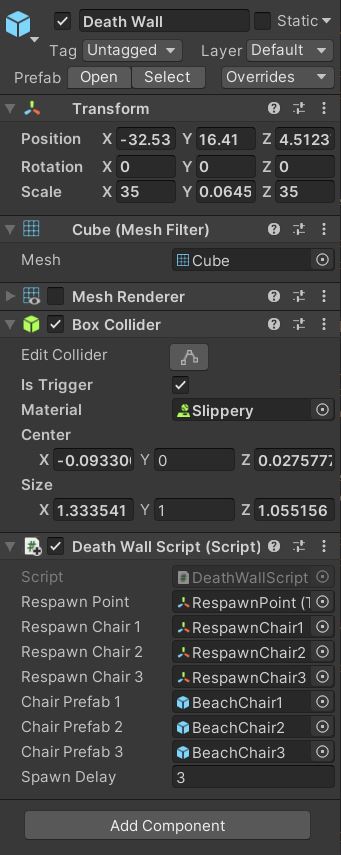 Death Wall Static
Tag Untagged Layer Default
Prefab Open Select Overrides
Transform
Position X -32.53 Y 16.41 Z 4.5123
Rotation X 0 Y 0 Z 0
Scale X 35 Y 0.0645 Z 35
Cube (Mesh Filter)
Mesh Cube
Mesh Renderer
Box Collider
Edit Collider
Is Trigger
Material Slippery
Center
X -0.09330 Y 0 Z 0.0275777
Size
X 1.333541 Y 1 Z 1.055156
Death Wall Script (Script)
Script DeathWallScript
Respawn Point RespawnPoint (T
Respawn Chair 1 RespawnChair1
Respawn Chair 2 RespawnChair2
Respawn Chair 3 RespawnChair3
Chair Prefab 1 BeachChair1
Chair Prefab 2 BeachChair2
Chair Prefab 3 BeachChair3
Spawn Delay 3
Add Component